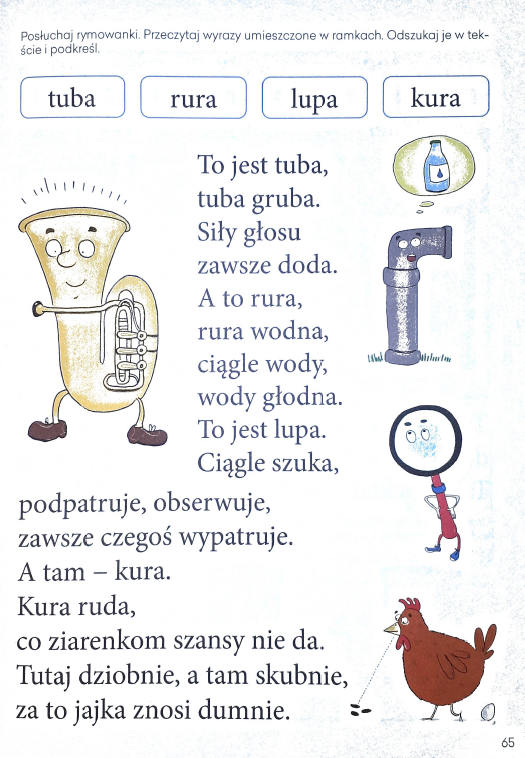 Posłuchaj rymowanki. Przeczytaj wyrazy umieszczone w ramkach. Odszukaj je w tek-
ście i podkreśl.
tuba rura lupa kura
To jest tuba,
tuba gruba.
Siły głosu
zawsze doda.
A to rura,
rura wodna,
ciągle wody,
wody głodna.
To jest lupa.
Ciągle szuka,
podpatruje, obserwuje,
zawsze czegoś wypatruje.
A tam – kura.
Kura ruda,
co ziarenkom szansy nie da.
Tutaj dziobnie, a tam skubnie,
za to jajka znosi dumnie.
65